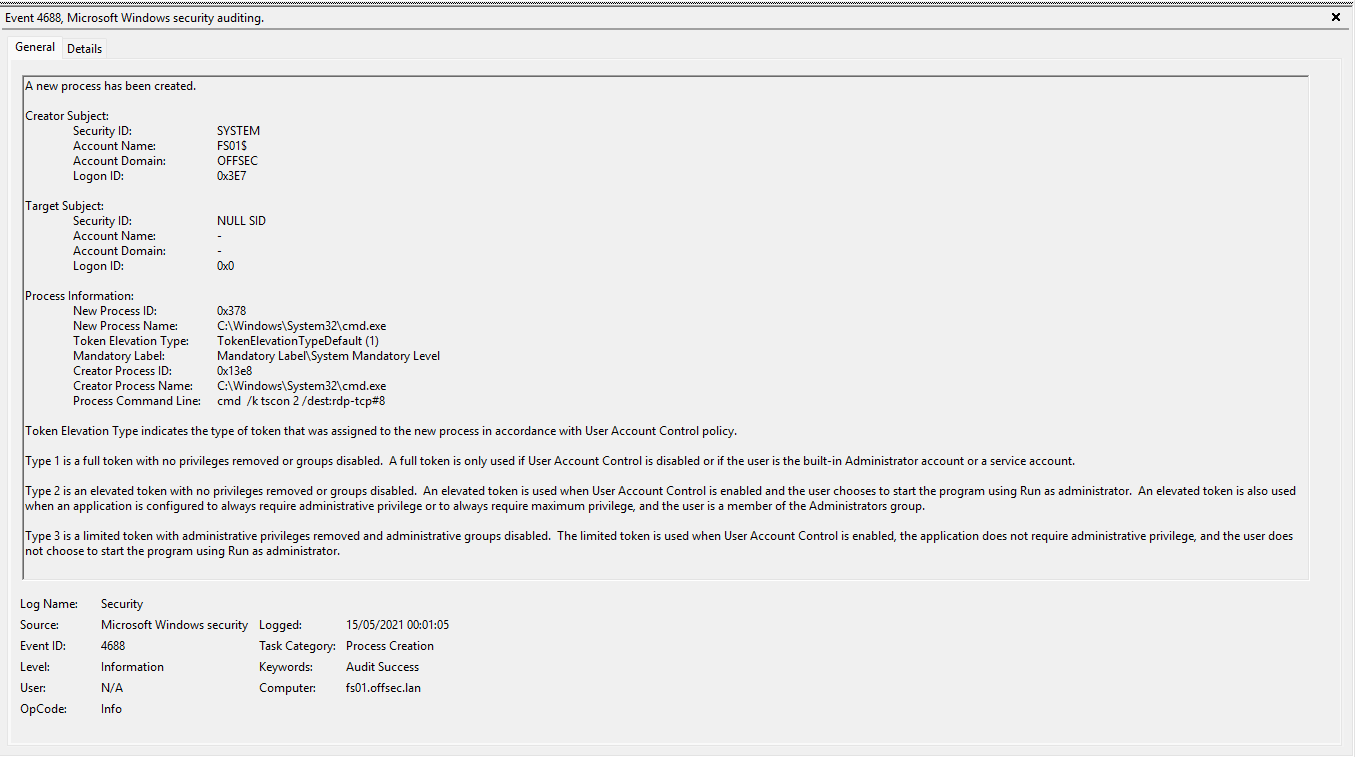 Event 4688, Microsoft Windows security auditing.
General Details
A new process has been created.
Creator Subject:
Security ID: SYSTEM
Account Name: FS01$
Account Domain: OFFSEC
Logon ID: 0x3E7
Target Subject:
Security ID: NULL SID
Account Name: -
Account Domain: -
Logon ID: 0x0
Process Information:
New Process ID: 0x378
New Process Name: C:\Windows\System32\cmd.exe
Token Elevation Type: TokenElevationTypeDefault (1)
Mandatory Label: Mandatory Label\System Mandatory Level
Creator Process ID: 0x13e8
Creator Process Name: C:\Windows\System32\cmd.exe
Process Command Line: cmd  /k tscon 2 /dest:rdp-tcp#8
Token Elevation Type indicates the type of token that was assigned to the new process in accordance with User Account Control policy.
Type 1 is a full token with no privileges removed or groups disabled.  A full token is only used if User Account Control is disabled or if the user is the built-in Administrator account or a service account.
Type 2 is an elevated token with no privileges removed or groups disabled.  An elevated token is used when User Account Control is enabled and the user chooses to start the program using Run as administrator.  An elevated token is also used
when an application is configured to always require administrative privilege or to always require maximum privilege, and the user is a member of the Administrators group.
Type 3 is a limited token with administrative privileges removed and administrative groups disabled.  The limited token is used when User Account Control is enabled, the application does not require administrative privilege, and the user does
not choose to start the program using Run as administrator.
Log Name: Security
Source: Microsoft Windows security Logged: 15/05/2021 00:01:05
Event ID: 4688 Task Category: Process Creation
Level: Information Keywords: Audit Success
User: N/A Computer: fs01.offsec.lan
OpCode: Info